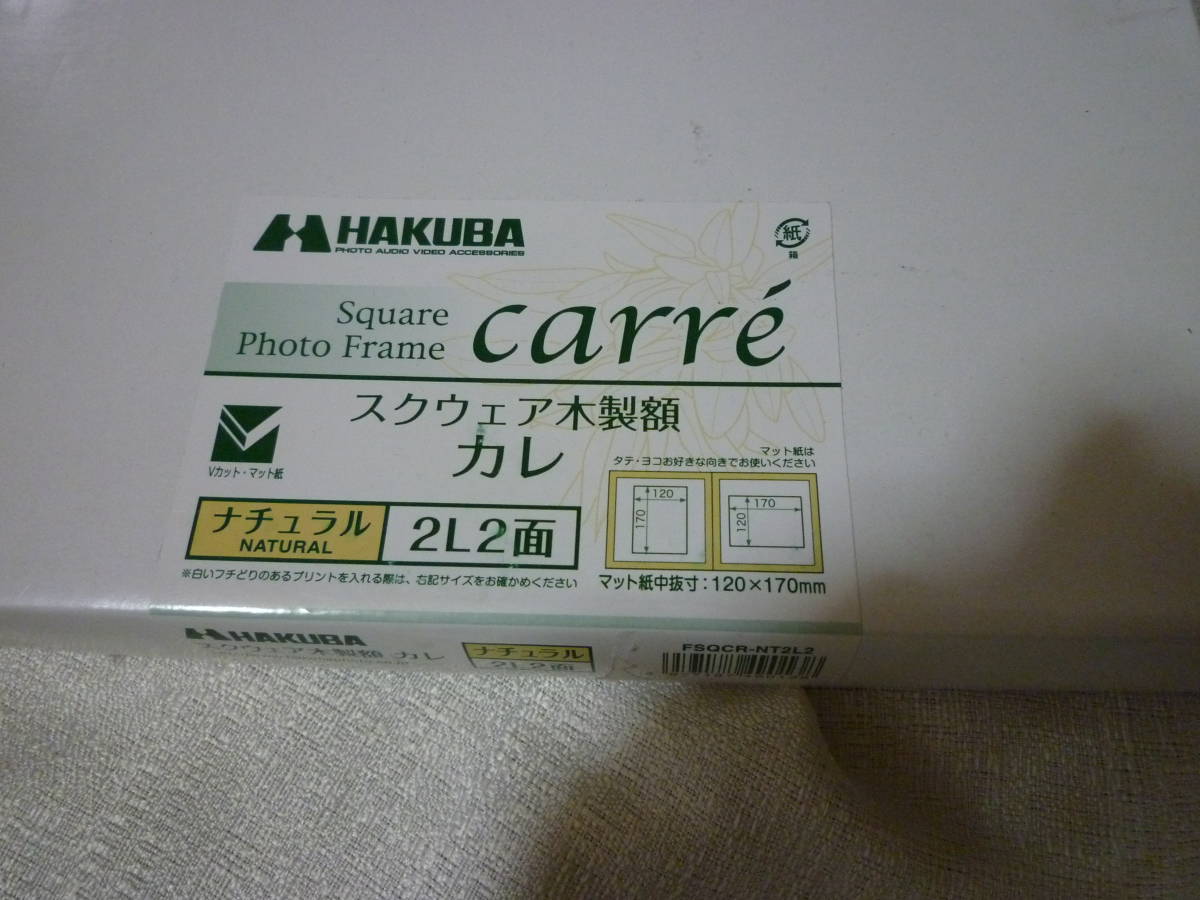 HAKUBA
PHOTO AUDIO VIDEO ACCESSORIES
紙
箱
Square
Photo Frame
carré
スクウェア木製額
カレ
Vカット・マット紙
マット紙は
タテ・ヨコお好きな向きでお使いください
120
170
170
120
ナチュラル
NATURAL
2L2面
マット紙中抜寸：120×170mm
※白いフチどりのあるプリントを入れる際は、右記サイズをお確かめください
HAKUBA
スクウェア木製額 カレ
ナチュラル
2L2面
FSQCR-NT2L2